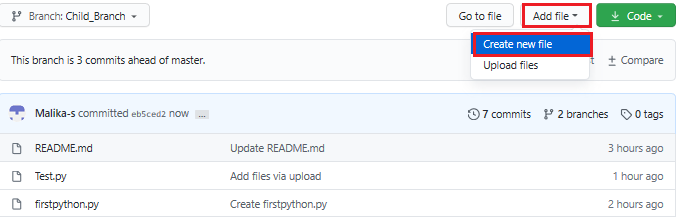 Branch: Child_Branch Go to file Add file Code
Create new file
This branch is 3 commits ahead of master. Compare
Upload files
Malika-s committed eb5ced2 now ... 7 commits 2 branches 0 tags
README.md Update README.md 3 hours ago
Test.py Add files via upload 1 hour ago
firstpython.py Create firstpython.py 2 hours ago